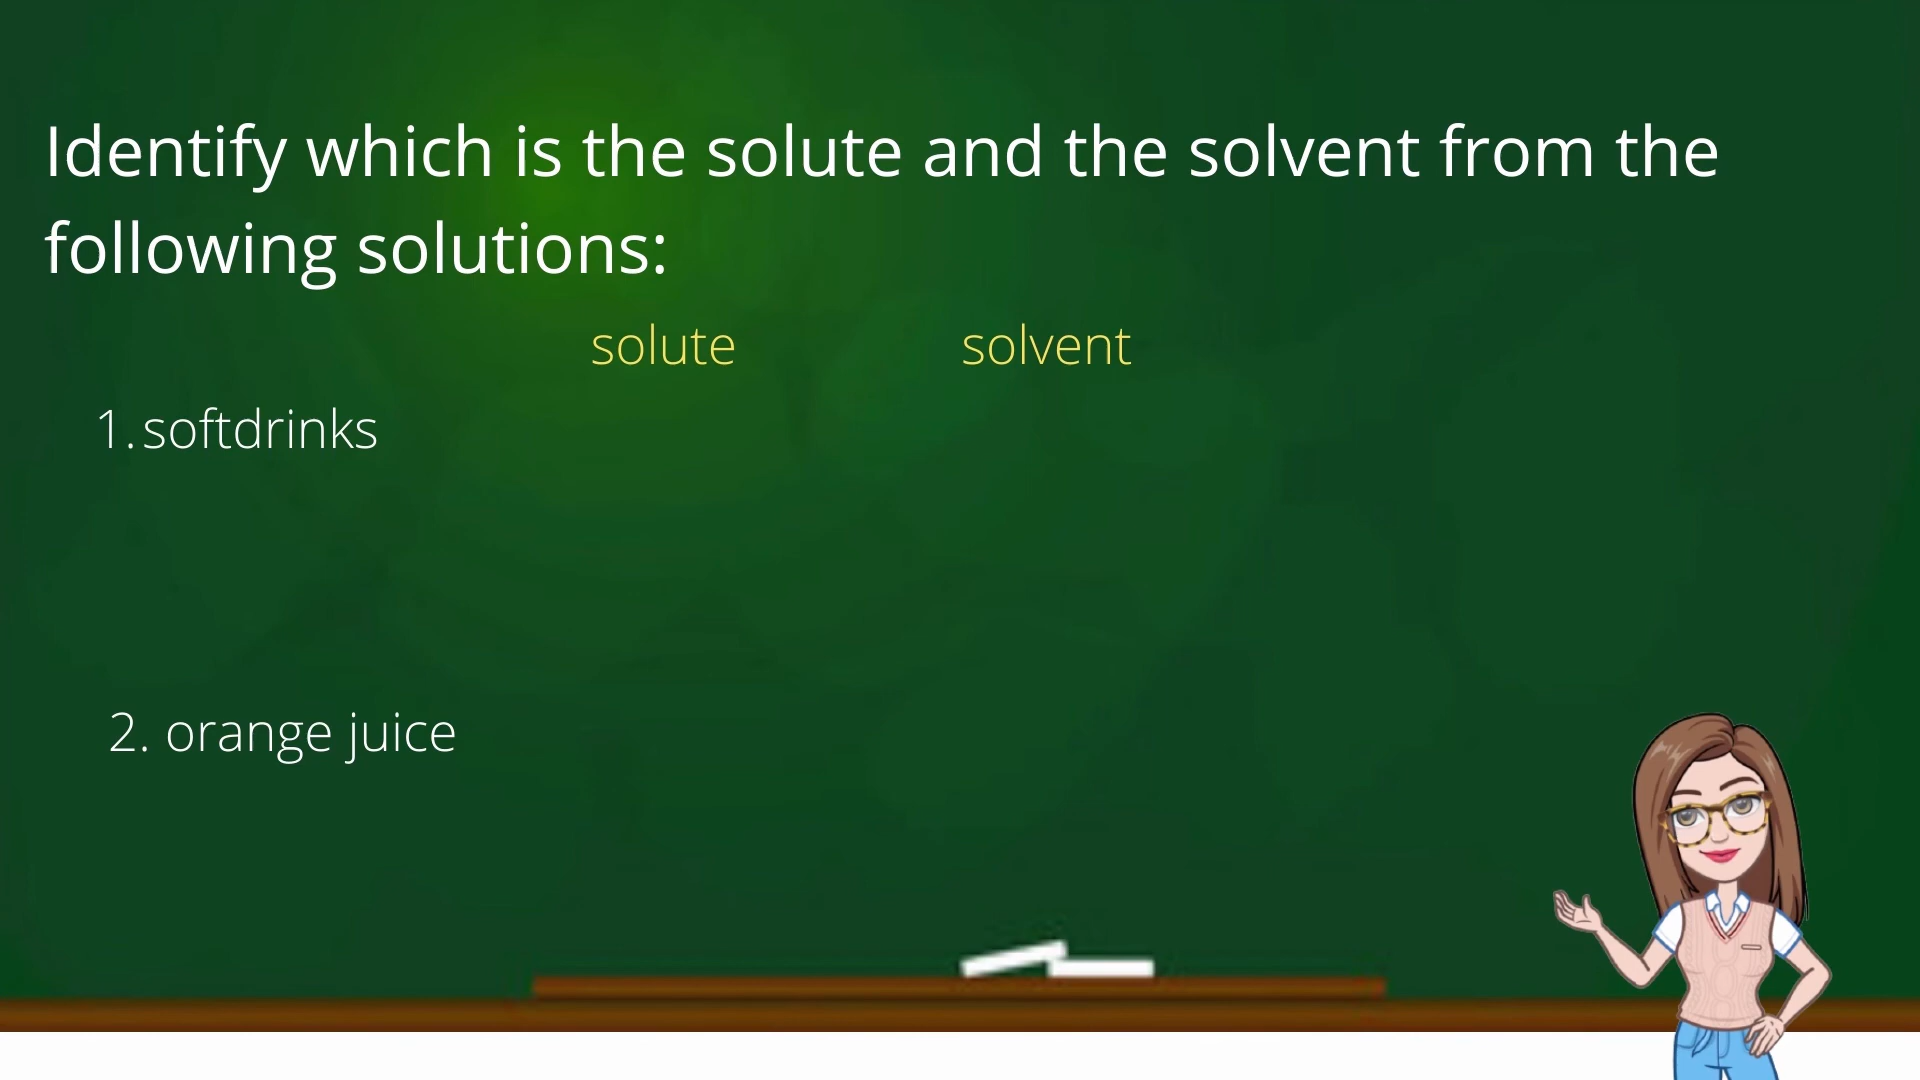 Identify which is the solute and the solvent from the
following solutions:
solute solvent
1. softdrinks
2. orange juice